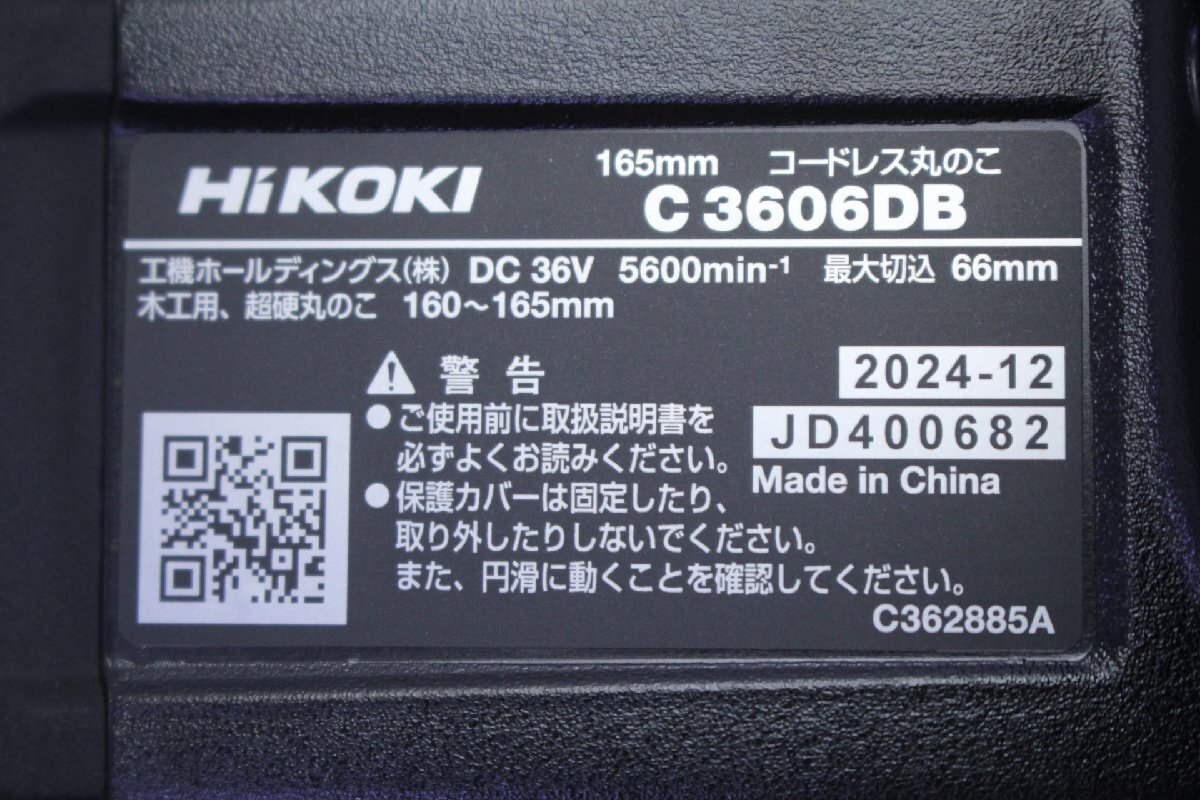 HiKOKI
165mm コードレス丸のこ
C 3606DB
工機ホールディングス(株) DC 36V 5600min-1 最大切込 66mm
木工用、超硬丸のこ 160～165mm
警告
2024-12
●ご使用前に取扱説明書を
必ずよくお読みください。
JD400682
Made in China
●保護カバーは固定したり、
取り外したりしないでください。
また、円滑に動くことを確認してください。
C362885A